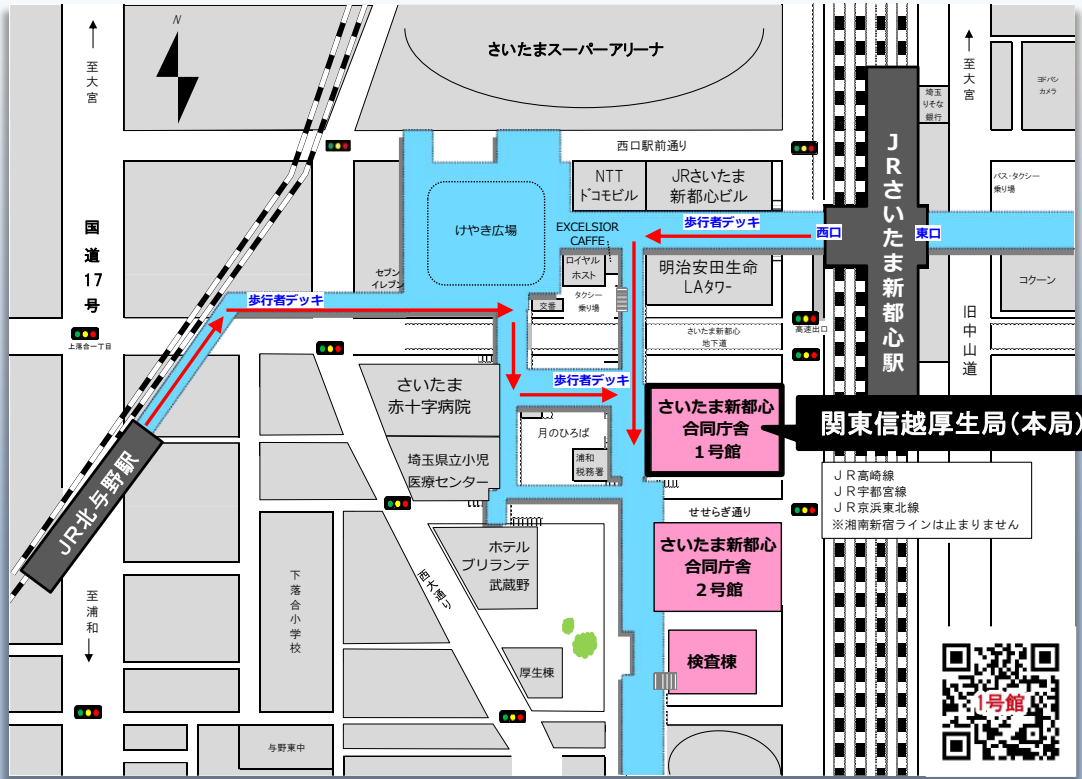 N
至大宮
さいたまスーパーアリーナ
至大宮
ヨドバシ
カメラ
埼玉
りそな
銀行
西口駅前通り
NTT
ドコモビル
JRさいたま
新都心ビル
バス・タクシー
乗り場
JRさいたま新都心駅
国道17号
けやき広場
EXCELSIOR
CAFFE
歩行者デッキ
西口
東口
ロイヤル
ホスト
明治安田生命
LAタワー
コクーン
セブン
イレブン
歩行者デッキ
交番
タクシー
乗り場
旧中山道
上落合一丁目
さいたま新都心
地下道
高速出口
さいたま
赤十字病院
歩行者デッキ
さいたま新都心
合同庁舎
1号館
関東信越厚生局(本局)
月のひろば
浦和
税務署
埼玉県立小児
医療センター
JR北与野駅
JR高崎線
JR宇都宮線
JR京浜東北線
※湘南新宿ラインは止まりません
せせらぎ通り
ホテル
ブリランテ
武蔵野
さいたま新都心
合同庁舎
2号館
西大通り
下落合小学校
至浦和
検査棟
厚生棟
1号館
与野東中